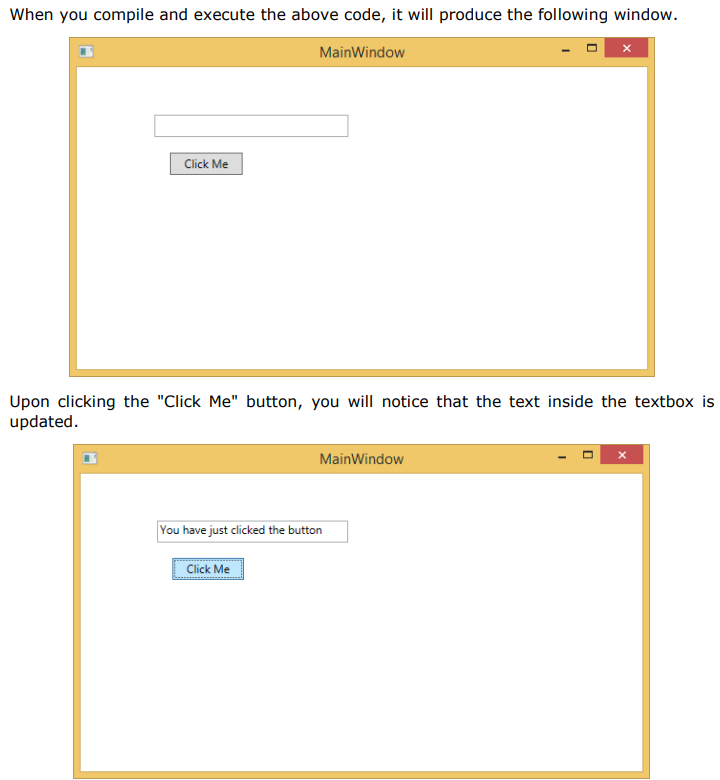 When you compile and execute the above code, it will produce the following window.
MainWindow
Click Me
Upon clicking the "Click Me" button, you will notice that the text inside the textbox is
updated.
MainWindow
You have just clicked the button
Click Me